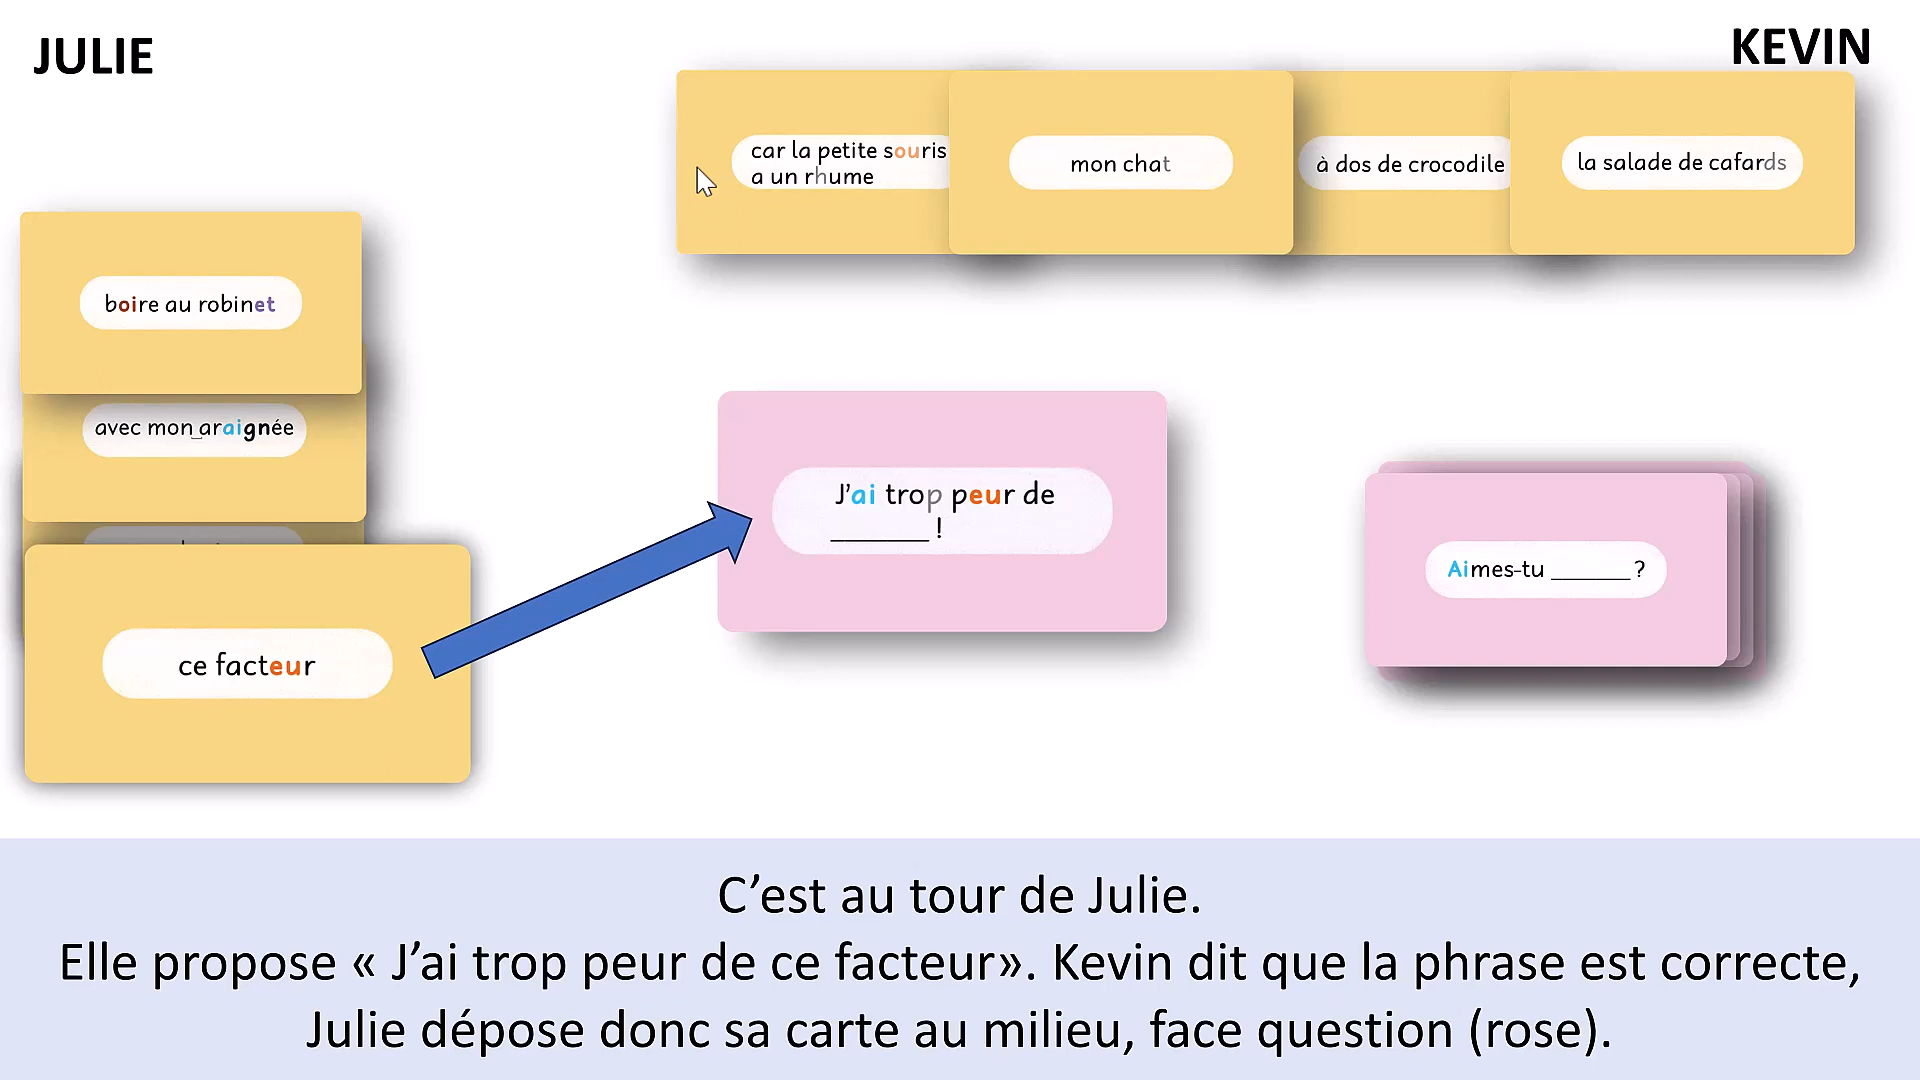 JULIE
KEVIN
car la petite souris
a un rhume
mon chat
à dos de crocodile
la salade de cafards
boire au robinet
avec mon araignée
J'ai trop peur de
_______ !
Aimes-tu _______ ?
ce facteur
C’est au tour de Julie.
Elle propose « J’ai trop peur de ce facteur». Kevin dit que la phrase est correcte,
Julie dépose donc sa carte au milieu, face question (rose).